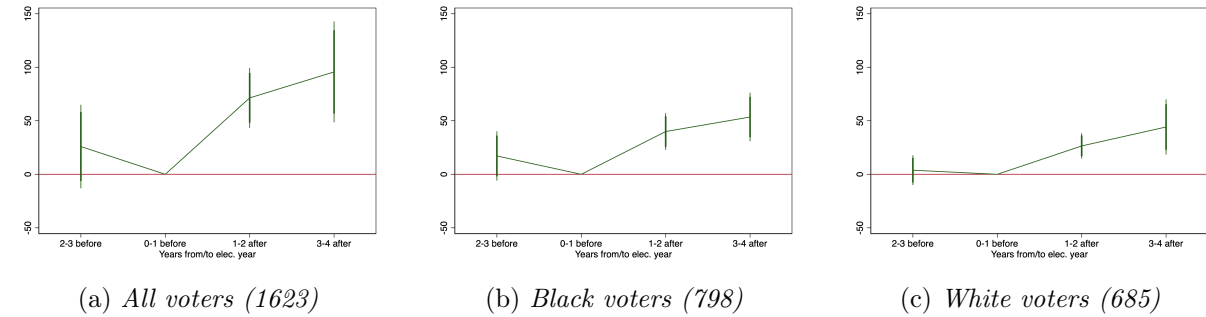 150
100
50
0
-50
2-3 before 0-1 before 1-2 after 3-4 after
Years from/to elec. year
(a) All voters (1623)
150
100
50
0
-50
2-3 before 0-1 before 1-2 after 3-4 after
Years from/to elec. year
(b) Black voters (798)
150
100
50
0
-50
2-3 before 0-1 before 1-2 after 3-4 after
Years from/to elec. year
(c) White voters (685)